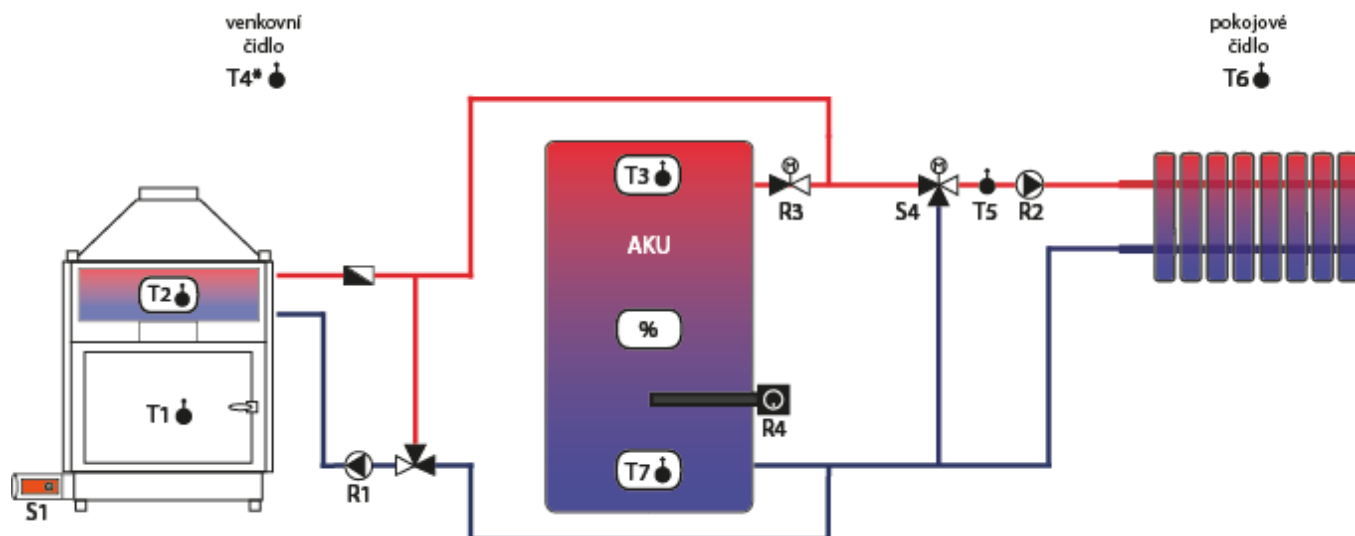 venkovní
čidlo
T4*
pokojové
čidlo
T6
T3
R3
S4
T5
R2
AKU
T2
%
T1
R4
T7
R1
S1
M
M